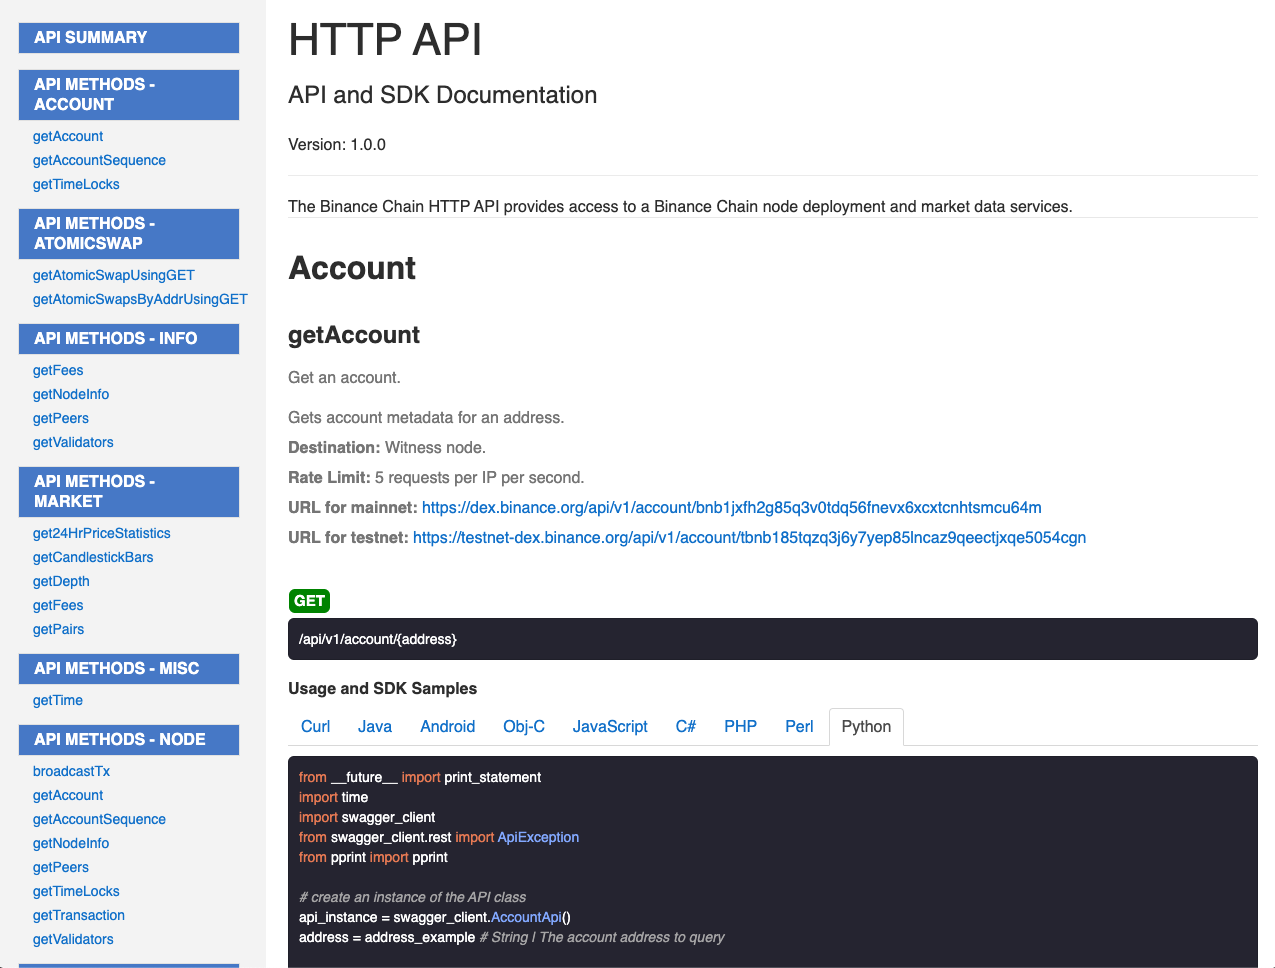 API SUMMARY
API METHODS -
ACCOUNT
getAccount
getAccountSequence
getTimeLocks
API METHODS -
ATOMICSWAP
getAtomicSwapUsingGET
getAtomicSwapsByAddrUsingGET
API METHODS - INFO
getFees
getNodeInfo
getPeers
getValidators
API METHODS -
MARKET
get24HrPriceStatistics
getCandlestickBars
getDepth
getFees
getPairs
API METHODS - MISC
getTime
API METHODS - NODE
broadcastTx
getAccount
getAccountSequence
getNodeInfo
getPeers
getTimeLocks
getTransaction
getValidators
HTTP API
API and SDK Documentation
Version: 1.0.0
The Binance Chain HTTP API provides access to a Binance Chain node deployment and market data services.
Account
getAccount
Get an account.
Gets account metadata for an address.
Destination: Witness node.
Rate Limit: 5 requests per IP per second.
URL for mainnet: https://dex.binance.org/api/v1/account/bnb1jxfh2g85q3v0tdq56fnevx6xcxtcnhtsmcu64m
URL for testnet: https://testnet-dex.binance.org/api/v1/account/tbnb185tqzq3j6y7yep85lncaz9qeectjxqe5054cgn
GET
/api/v1/account/{address}
Usage and SDK Samples
Curl Java Android Obj-C JavaScript C# PHP Perl Python
from __future__ import print_statement
import time
import swagger_client
from swagger_client.rest import ApiException
from pprint import pprint
# create an instance of the API class
api_instance = swagger_client.AccountApi()
address = address_example # String | The account address to query